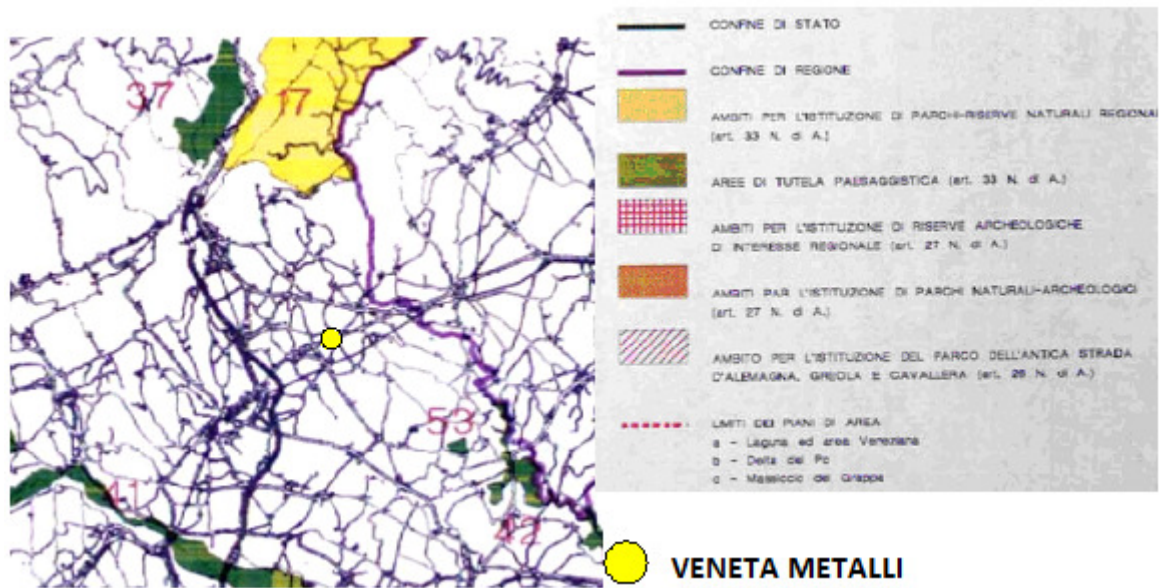 37
17
53
41
42
CONFINE DI STATO
CONFINE DI REGIONE
AMBITI PER L'ISTITUZIONE DI PARCHI-RISERVE NATURALI REGIONAL
(art. 33 N. di A.)
AREE DI TUTELA PAESAGGISTICA (art. 33 N. di A.)
AMBITI PER L'ISTITUZIONE DI RISERVE ARCHEOLOGICHE
DI INTERESSE REGIONALE (art. 27 N. di A.)
AMBITI PAR L'ISTITUZIONE DI PARCHI NATURALI-ARCHEOLOGICI
(art. 27 N. di A.)
AMBITO PER L'ISTITUZIONE DEL PARCO DELL'ANTICA STRADA
D'ALEMAGNA, GREOLA E CAVALLERA (art. 26 N. di A.)
LIMITI DEI PIANI DI AREA
a - Laguna ed area Veneziana
b - Delta del Po
c - Massiccio del Grappa
VENETA METALLI